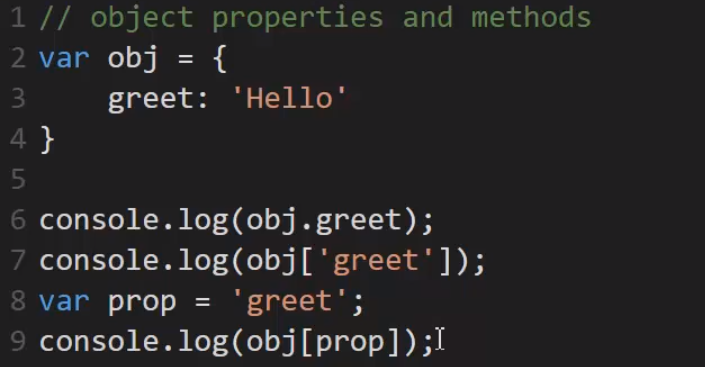 1 // object properties and methods
2 var obj = {
3     greet: 'Hello'
4 }
5
6 console.log(obj.greet);
7 console.log(obj['greet']);
8 var prop = 'greet';
9 console.log(obj[prop]);